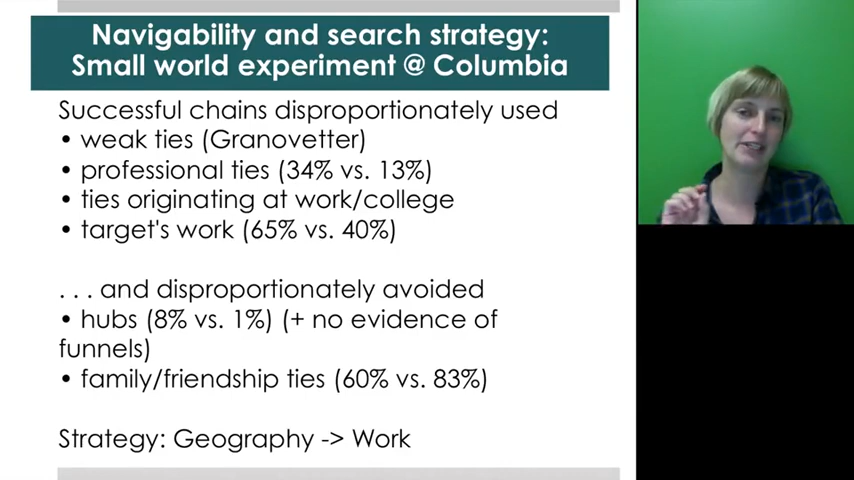 Navigability and search strategy:
Small world experiment @ Columbia
Successful chains disproportionately used
• weak ties (Granovetter)
• professional ties (34% vs. 13%)
• ties originating at work/college
• target's work (65% vs. 40%)
. . . and disproportionately avoided
• hubs (8% vs. 1%) (+ no evidence of
funnels)
• family/friendship ties (60% vs. 83%)
Strategy: Geography -> Work